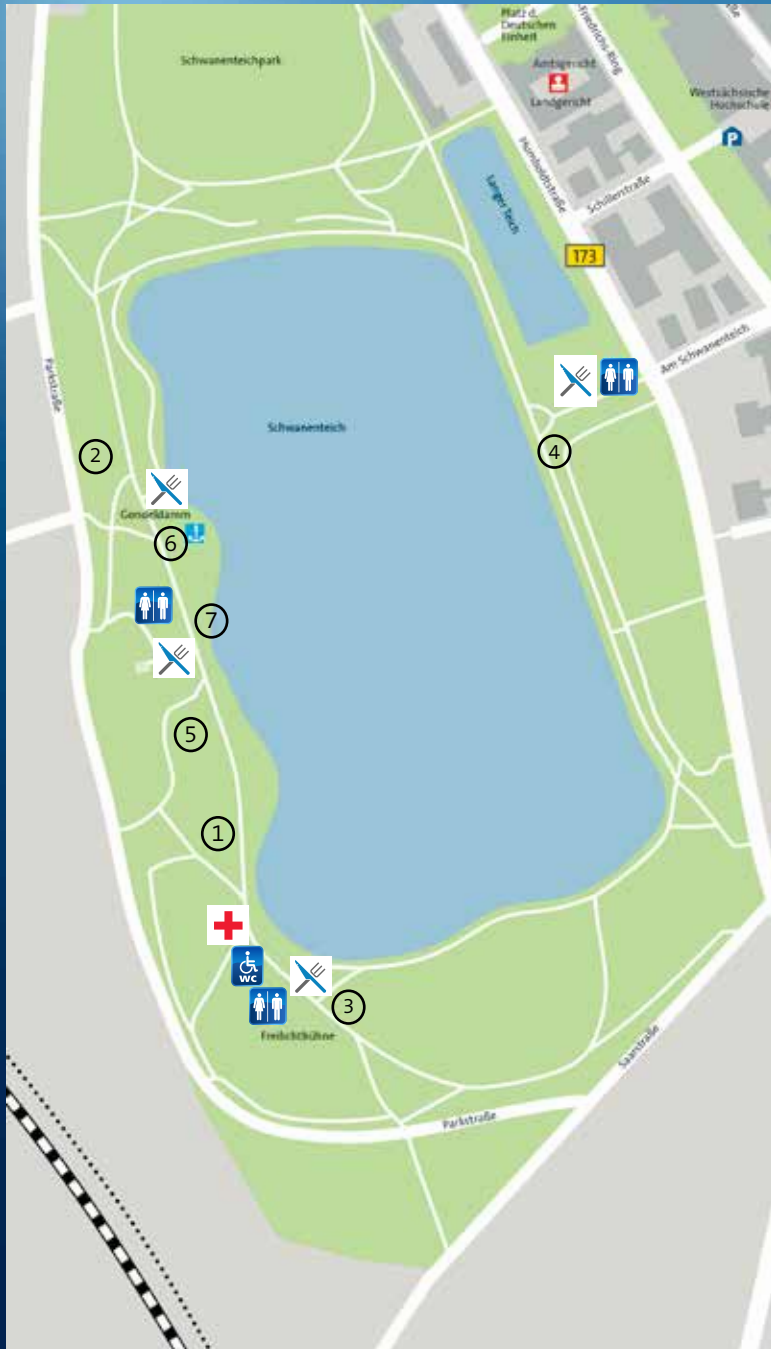 Platz d.
Deutschen
Einheit
-Friedrichs-Ring
Schwanenteichpark
Amtsgericht
Landgericht
Westsächsische
Hochschule
P
Humboldtstraße
Schillerstraße
Langer Teich
173
Am Schwanenteich
Parkstraße
Schwanenteich
2
4
Gondeldamm
6
7
5
1
WC
3
Freilichtbühne
Saarstraße
Parkstraße